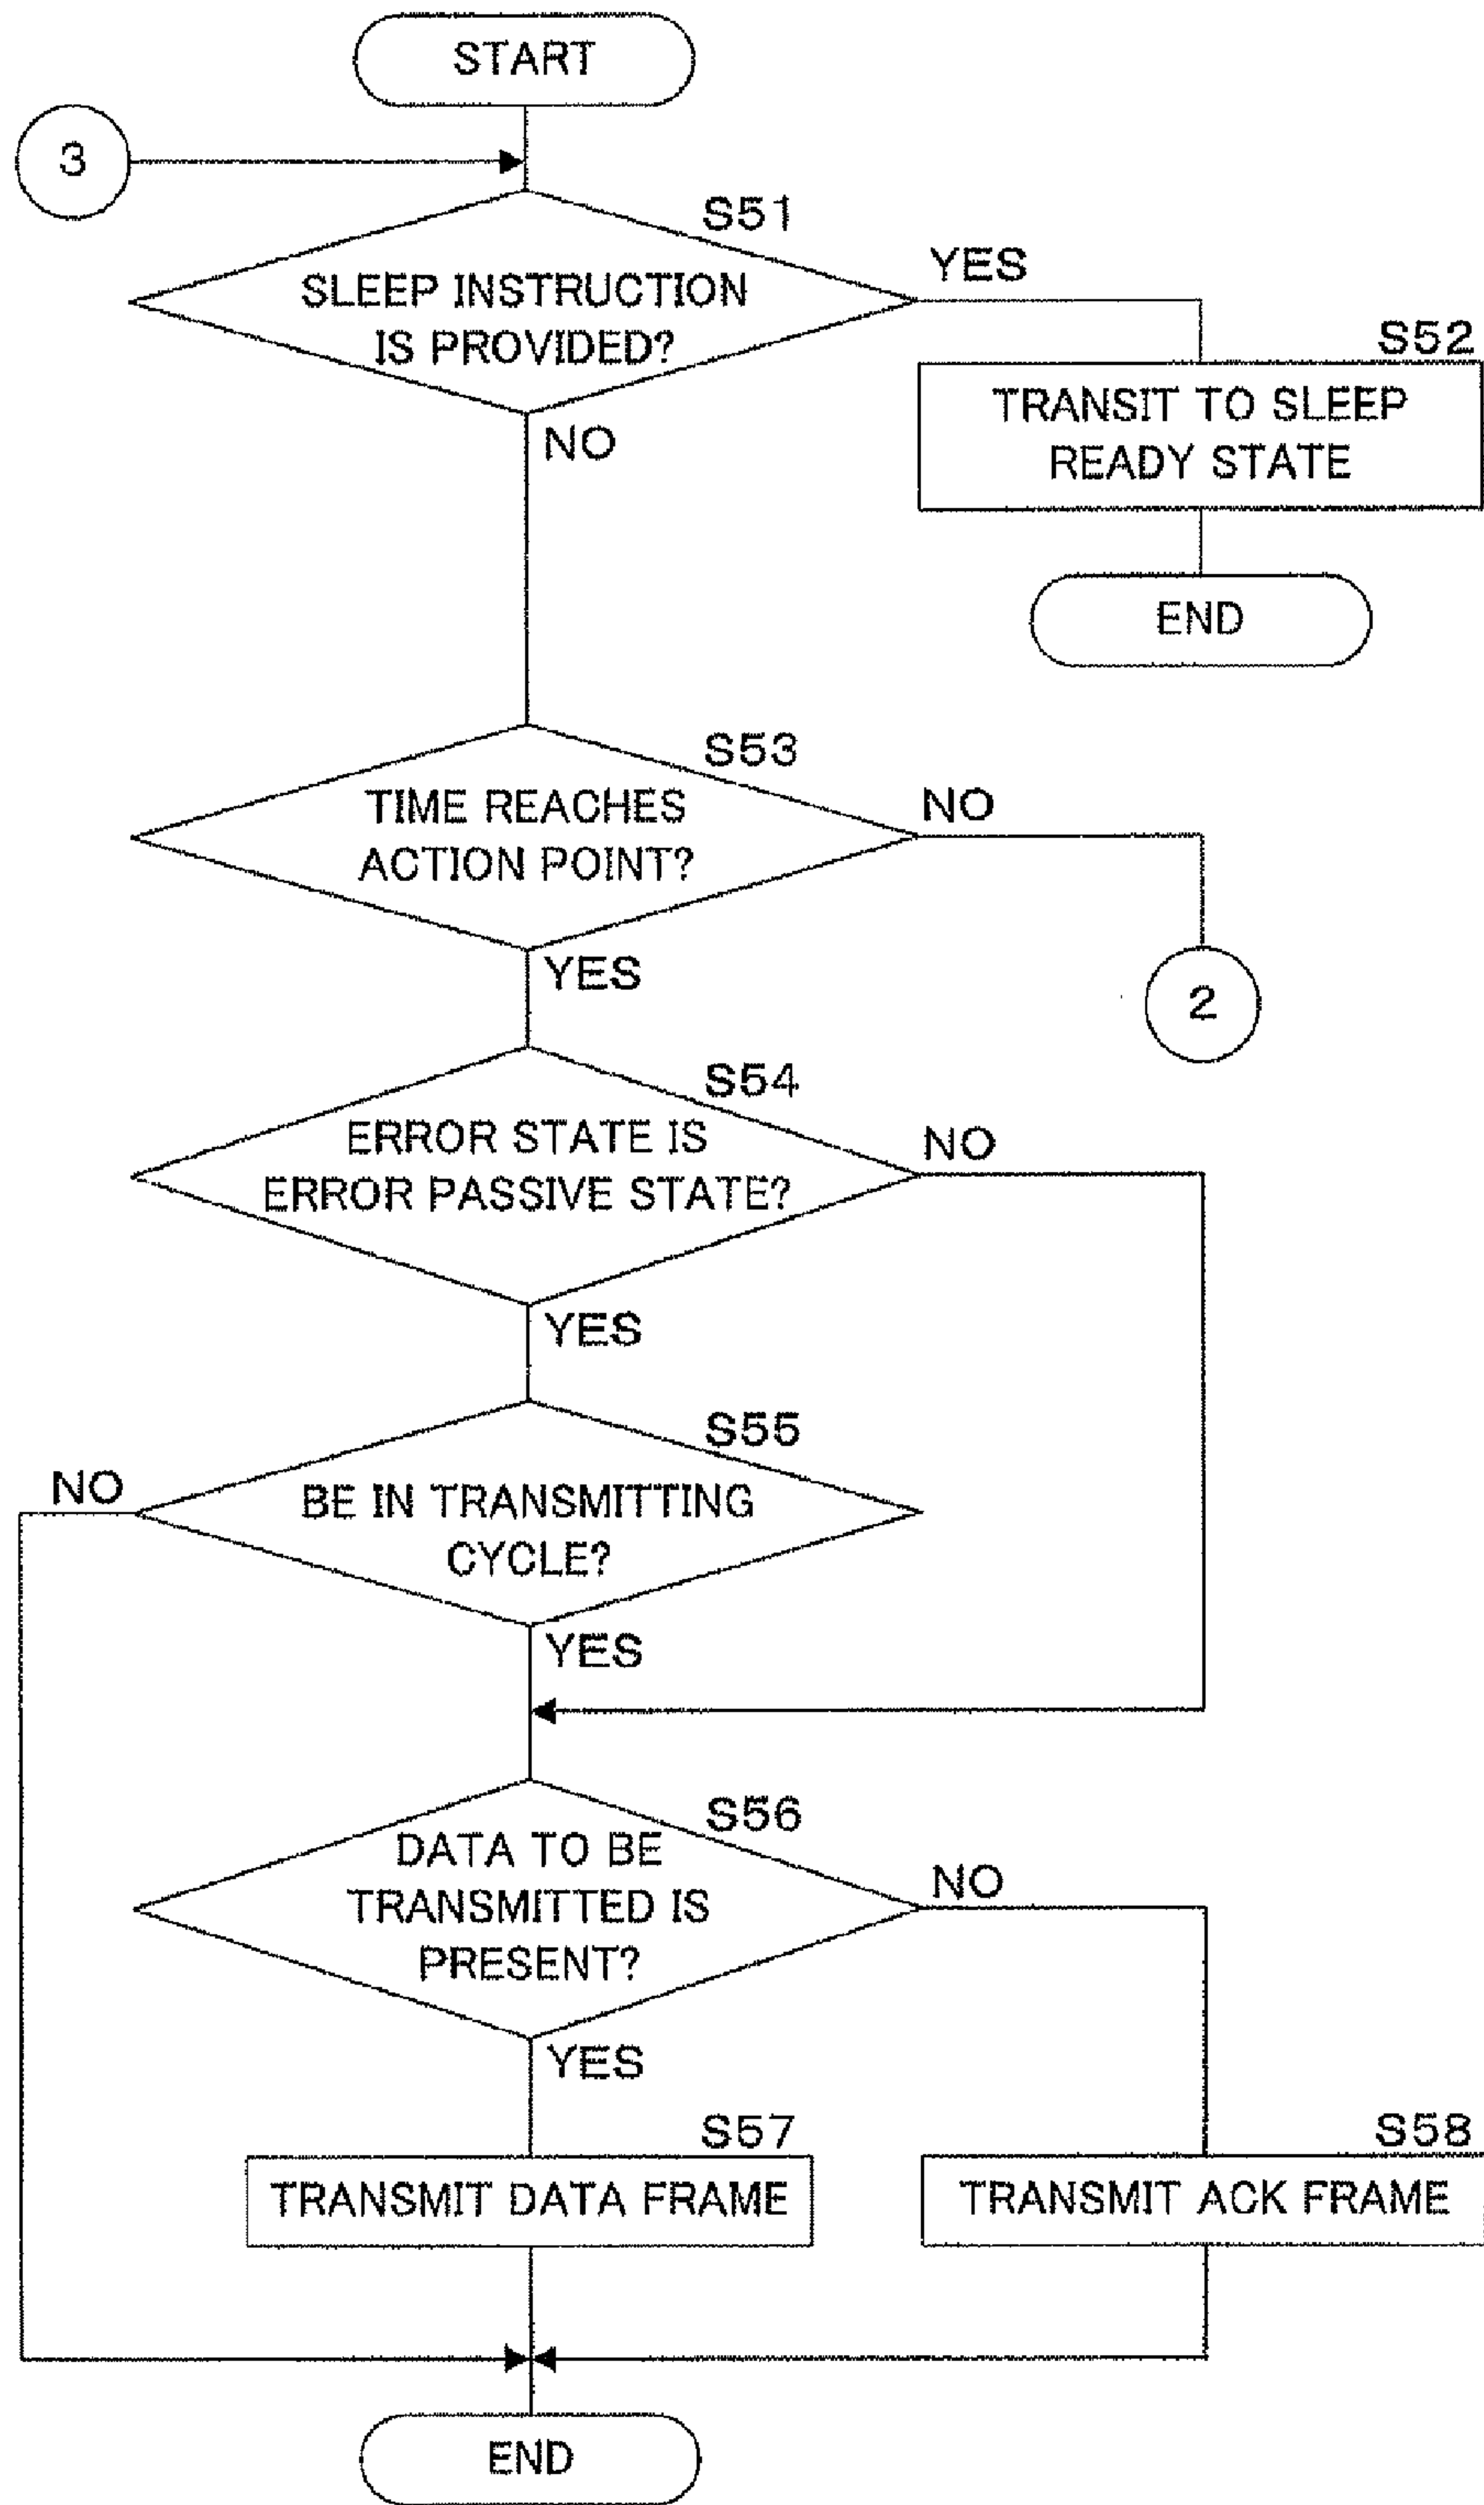 START
3
S51
SLEEP INSTRUCTION
IS PROVIDED?
YES
NO
S52
TRANSIT TO SLEEP
READY STATE
END
S53
TIME REACHES
ACTION POINT?
NO
YES
2
S54
ERROR STATE IS
ERROR PASSIVE STATE?
NO
YES
S55
NO
BE IN TRANSMITTING
CYCLE?
YES
S56
DATA TO BE
TRANSMITTED IS
PRESENT?
NO
YES
S57
TRANSMIT DATA FRAME
S58
TRANSMIT ACK FRAME
END